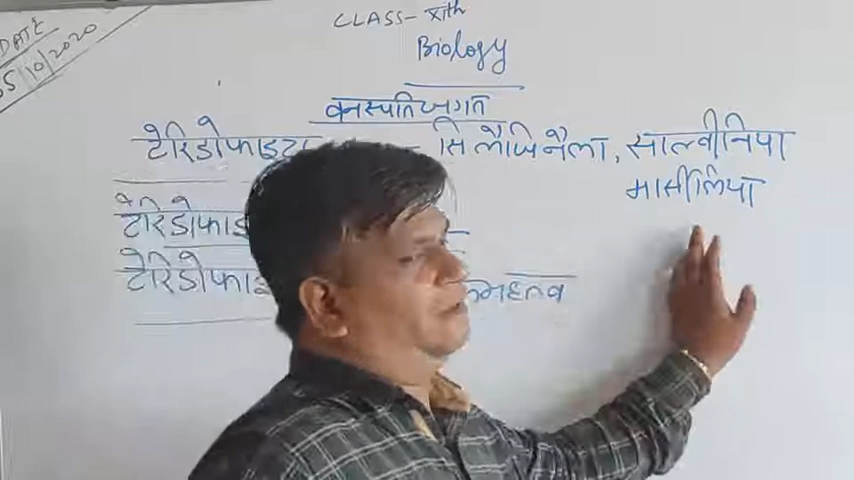 DATE
05/10/2020
CLASS- XIth
Biology
वनस्पति जगत
टेरिडोफाइटा - सिलैजिनैला, साल्वीनिया
मार्सीलिया
टेरिडोफाइ
टेरिडोफाइ महत्व